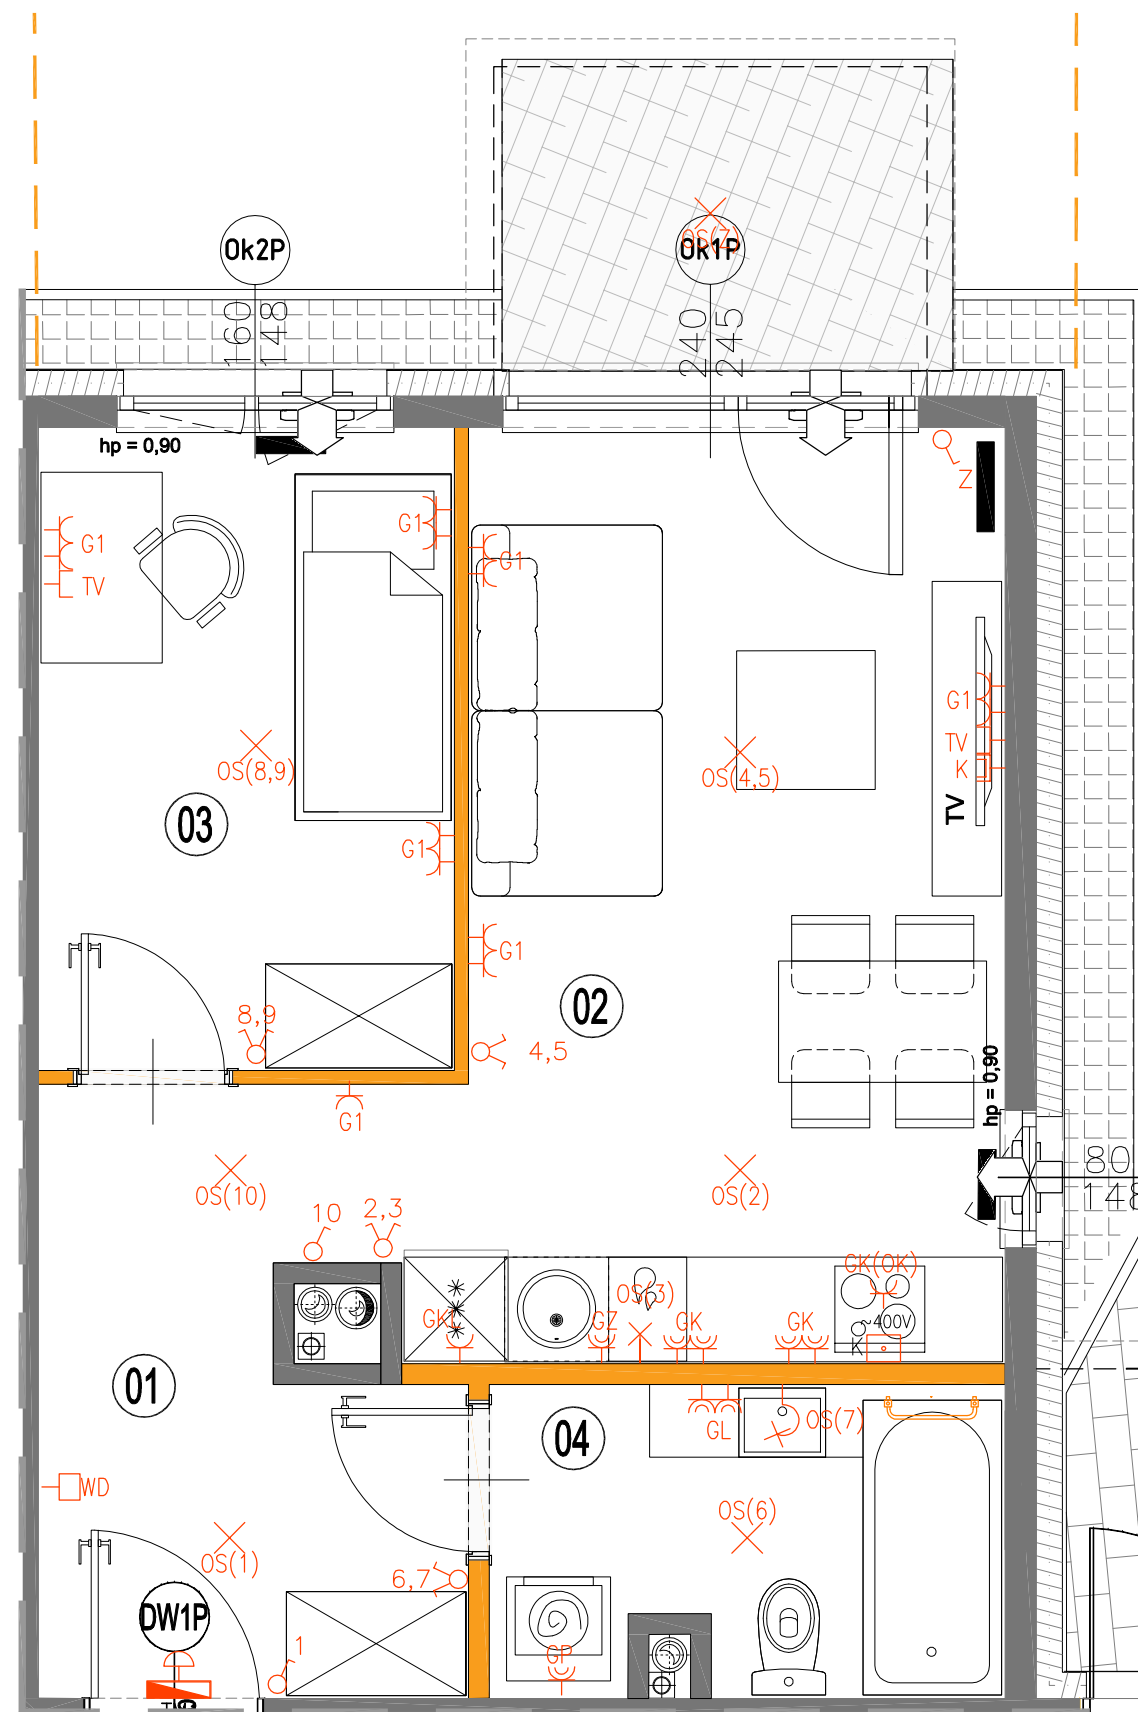 Ok2P
OS(7)
Ok1P
160
148
240
245
hp = 0,90
Z
G1
G1
G1
TV
G1
TV
K
TV
OS(8,9)
OS(4,5)
03
G1
G1
02
8,9
4,5
hp = 0,90
G1
OS(10)
OS(2)
80
148
10
2,3
GK(OK)
OS(3)
GK
GZ
GK
GK
~400V
K
01
04
GL
OS(7)
WD
OS(6)
OS(1)
6,7
DW1P
1
GP